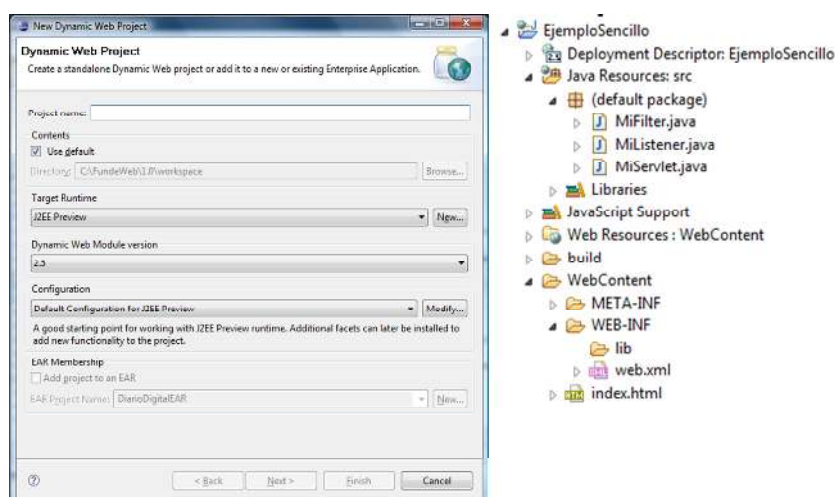 New Dynamic Web Project
Dynamic Web Project
Create a standalone Dynamic Web project or add it to a new or existing Enterprise Application.
Project name:
Contents
Use default
Directory: C:\FundeWeb\1.0\workspace
Browse...
Target Runtime
J2EE Preview
New...
Dynamic Web Module version
2.5
Configuration
Default Configuration for J2EE Preview
Modify...
A good starting point for working with J2EE Preview runtime. Additional facets can later be installed to
add new functionality to the project.
EAR Membership
Add project to an EAR
EAR Project Name: DiarioDigitalEAR
New...
< Back
Next >
Finish
Cancel
EjemploSencillo
Deployment Descriptor: EjemploSencillo
Java Resources: src
(default package)
MiFilter.java
MiListener.java
MiServlet.java
Libraries
JavaScript Support
Web Resources : WebContent
build
WebContent
META-INF
WEB-INF
lib
web.xml
index.html